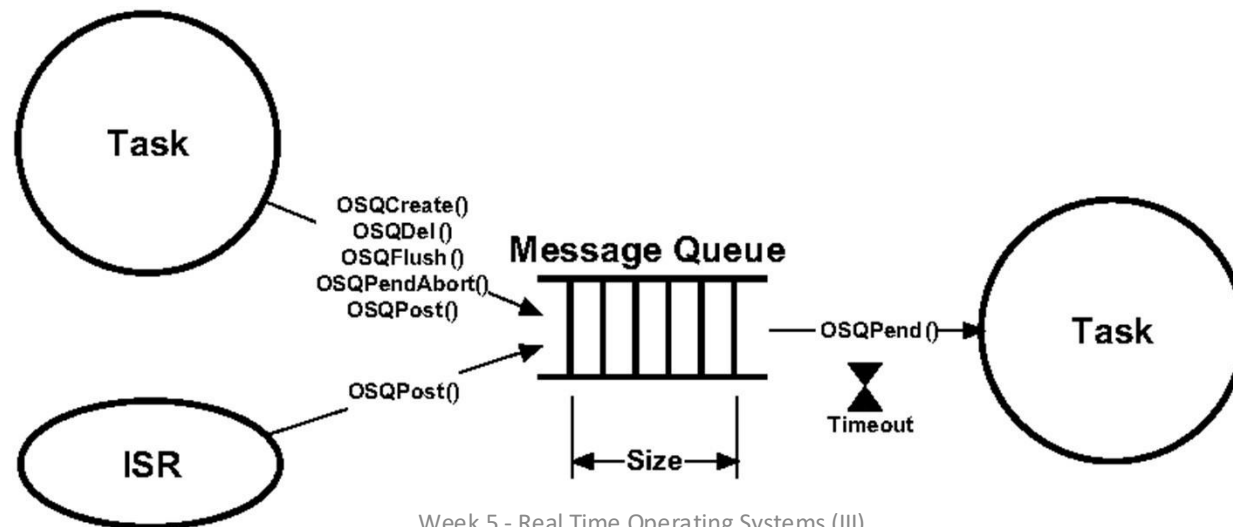 Task
OSQCreate()
OSQDel()
OSQFlush()
OSQPendAbort()
OSQPost()
Message Queue
OSQPend()
Task
Timeout
OSQPost()
ISR
Size
Week 5 - Real Time Operating Systems (III)